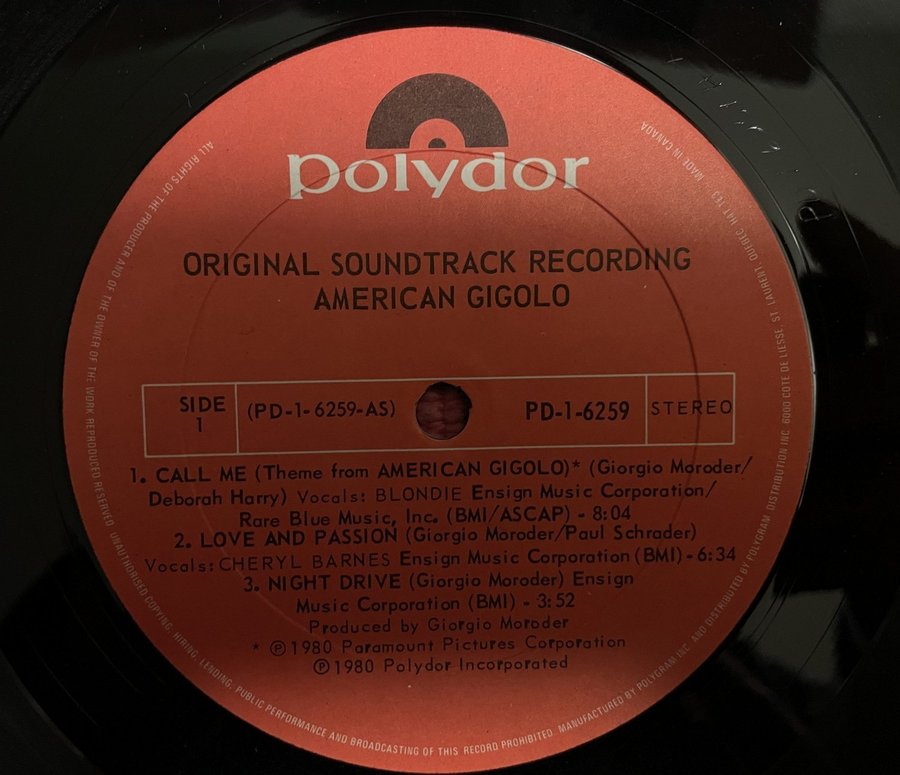 polydor
ORIGINAL SOUNDTRACK RECORDING
AMERICAN GIGOLO
SIDE
1
(PD-1-6259-AS)
PD-1-6259
STEREO
1. CALL ME (Theme from AMERICAN GIGOLO)* (Giorgio Moroder/
Deborah Harry) Vocals: BLONDIE Ensign Music Corporation/
Rare Blue Music, Inc. (BMI/ASCAP) - 8:04
2. LOVE AND PASSION (Giorgio Moroder/Paul Schrader)
Vocals: CHERYL BARNES Ensign Music Corporation (BMI) - 6:34
3. NIGHT DRIVE (Giorgio Moroder) Ensign
Music Corporation (BMI) - 3:52
Produced by Giorgio Moroder
* ℗1980 Paramount Pictures Corporation
℗1980 Polydor Incorporated
ALL RIGHTS OF THE PRODUCER AND OF THE OWNER OF THE WORK REPRODUCED RESERVED. UNAUTHORISED COPYING, HIRING, LENDING, PUBLIC PERFORMANCE AND BROADCASTING OF THIS RECORD PROHIBITED. MANUFACTURED BY POLYGRAM INC. AND DISTRIBUTED BY POLYGRAM DISTRIBUTION INC. 6000 COTE DE LIESSE, ST. LAURENT, QUEBEC, H4T 1E3 - MADE IN CANADA